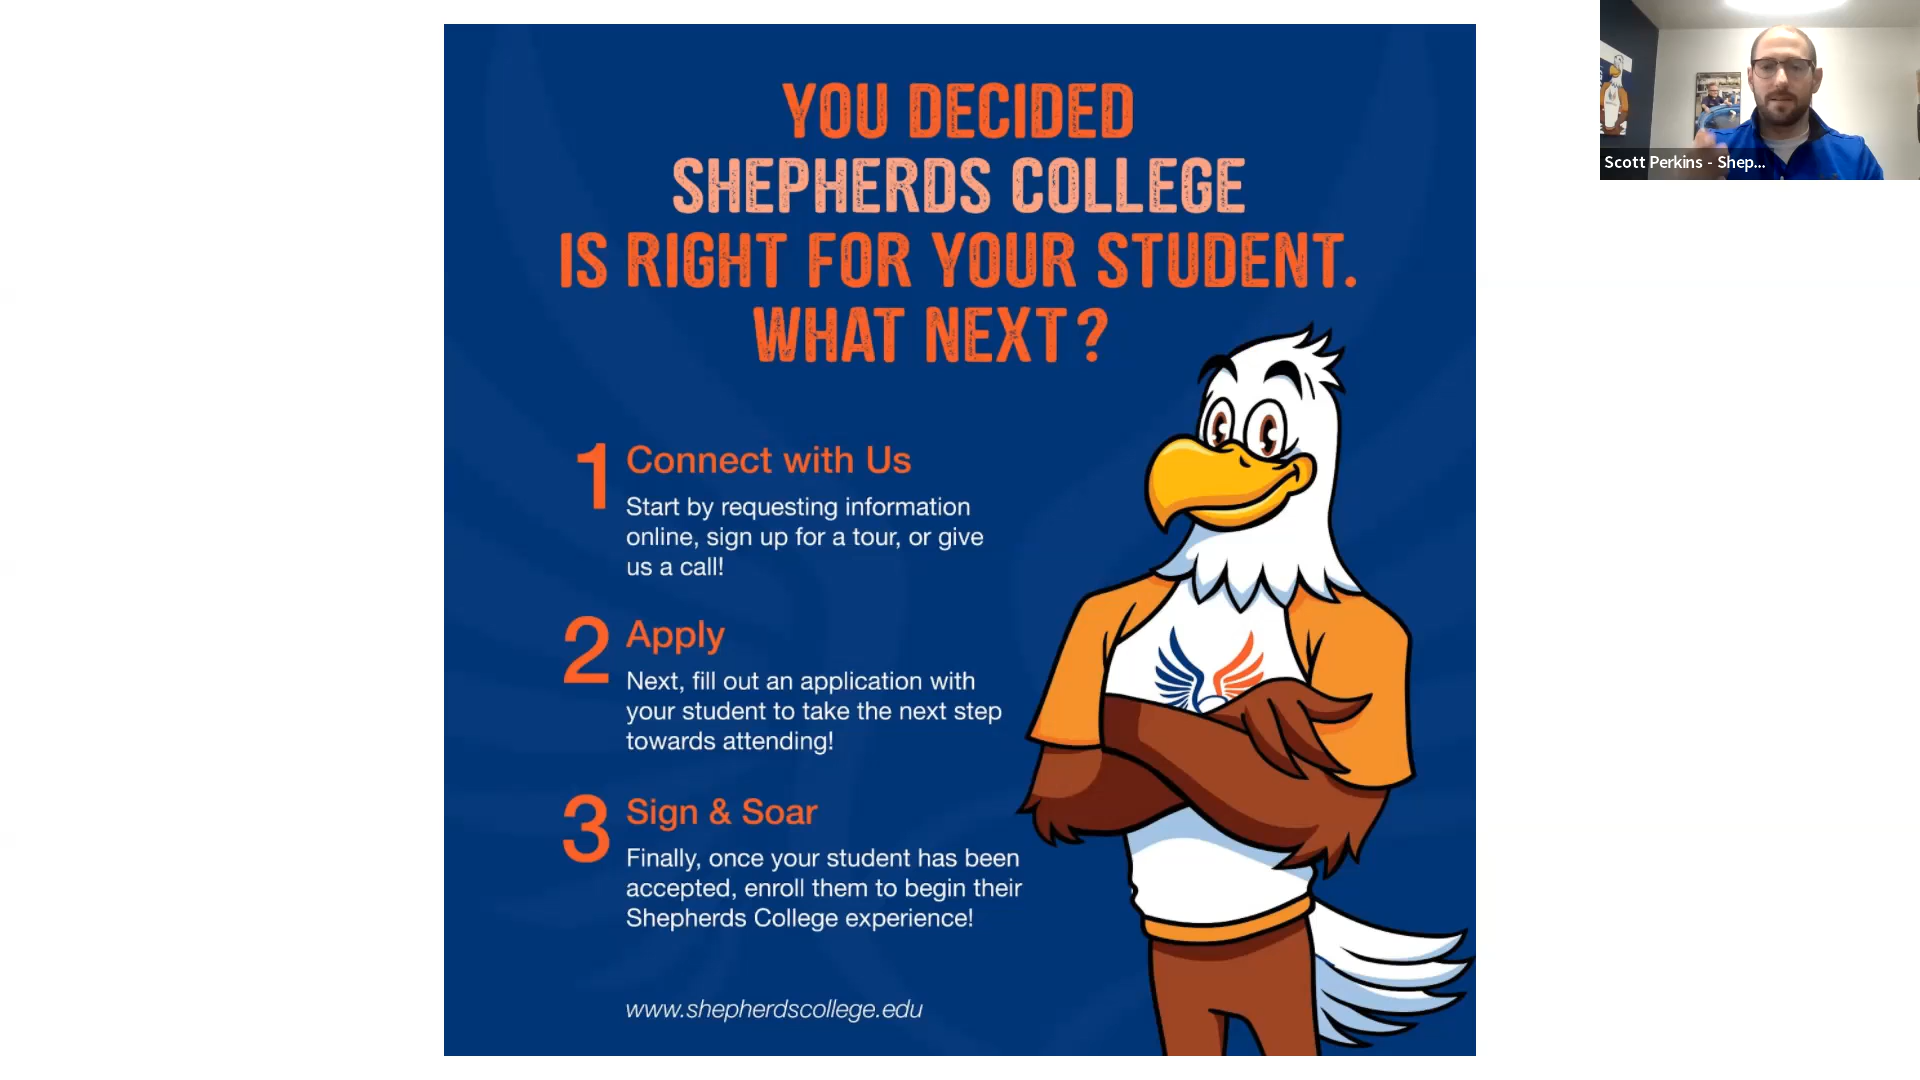 YOU DECIDED
SHEPHERDS COLLEGE
IS RIGHT FOR YOUR STUDENT.
WHAT NEXT?
1 Connect with Us
Start by requesting information
online, sign up for a tour, or give
us a call!
2 Apply
Next, fill out an application with
your student to take the next step
towards attending!
3 Sign & Soar
Finally, once your student has been
accepted, enroll them to begin their
Shepherds College experience!
www.shepherdscollege.edu
Scott Perkins - Shep...